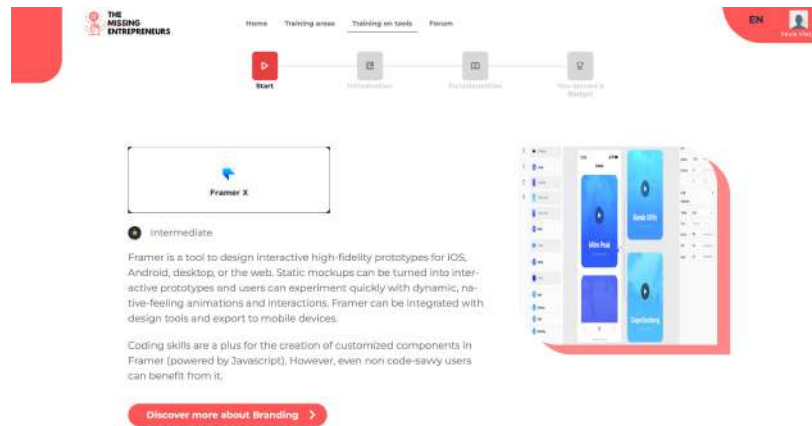 THE
MISSING
ENTREPRENEURS
Home Training areas Training on tools Forum
EN
Start
Introduction
Functionalities
You earned a
Badge!
Framer X
Intermediate
Framer is a tool to design interactive high-fidelity prototypes for iOS,
Android, desktop, or the web. Static mockups can be turned into inter-
active prototypes and users can experiment quickly with dynamic, na-
tive-feeling animations and interactions. Framer can be integrated with
design tools and export to mobile devices.
Coding skills are a plus for the creation of customized components in
Framer (powered by Javascript). However, even non code-savvy users
can benefit from it.
Discover more about Branding
Mitre Peak